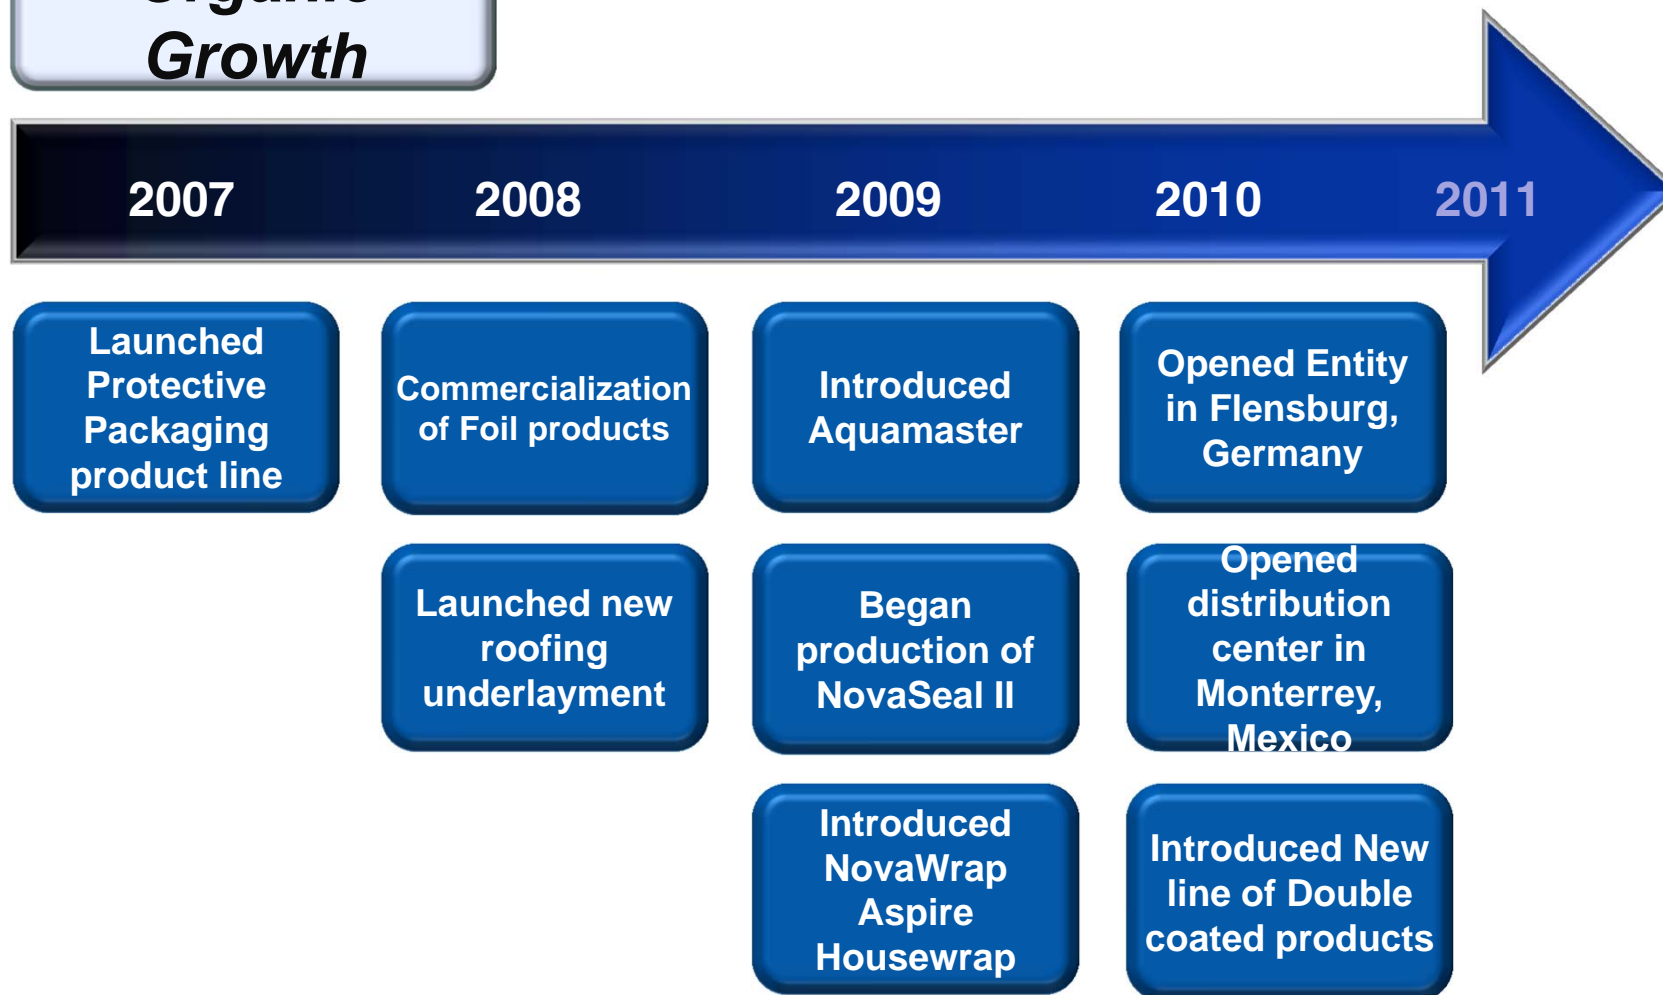 Organic
Growth
2007
2008
2009
2010
2011
Launched
Protective
Packaging
product line
Commercialization
of Foil products
Introduced
Aquamaster
Opened Entity
in Flensburg,
Germany
Launched new
roofing
underlayment
Began
production of
NovaSeal II
Opened
distribution
center in
Monterrey,
Mexico
Introduced
NovaWrap
Aspire
Housewrap
Introduced New
line of Double
coated products